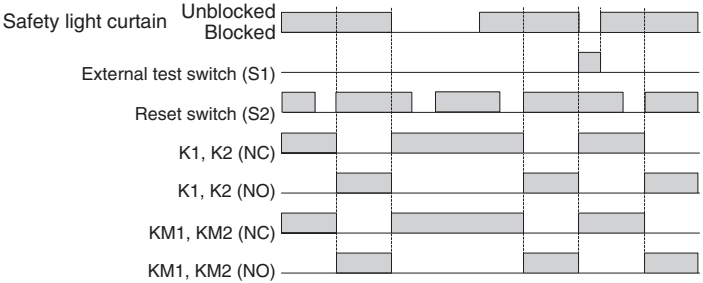 Safety light curtain Unblocked
Blocked
External test switch (S1)
Reset switch (S2)
K1, K2 (NC)
K1, K2 (NO)
KM1, KM2 (NC)
KM1, KM2 (NO)